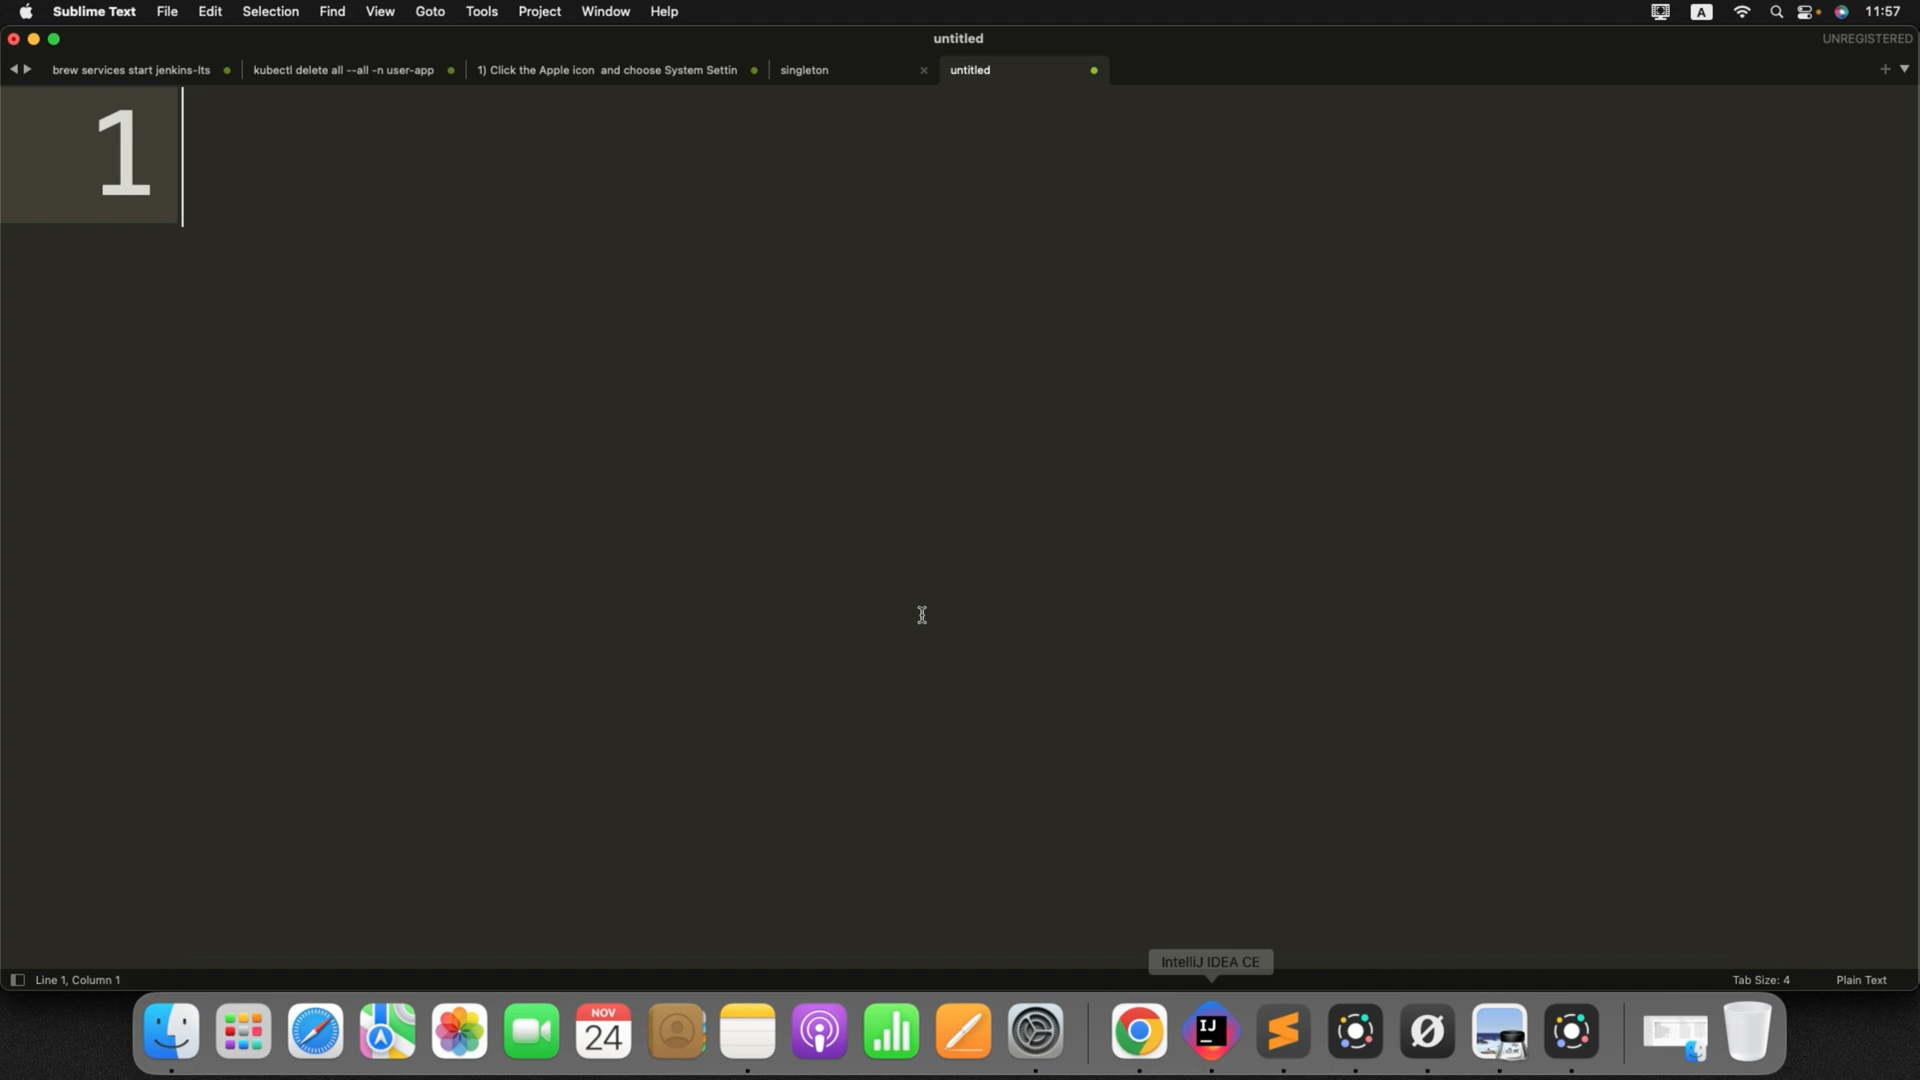 Sublime Text File Edit Selection Find View Goto Tools Project Window Help A 11:57
untitled UNREGISTERED
brew services start jenkins-lts kubectl delete all --all -n user-app 1) Click the Apple icon and choose System Settin singleton untitled
1
IntelliJ IDEA CE
Line 1, Column 1 Tab Size: 4 Plain Text
NOV
24
IJ